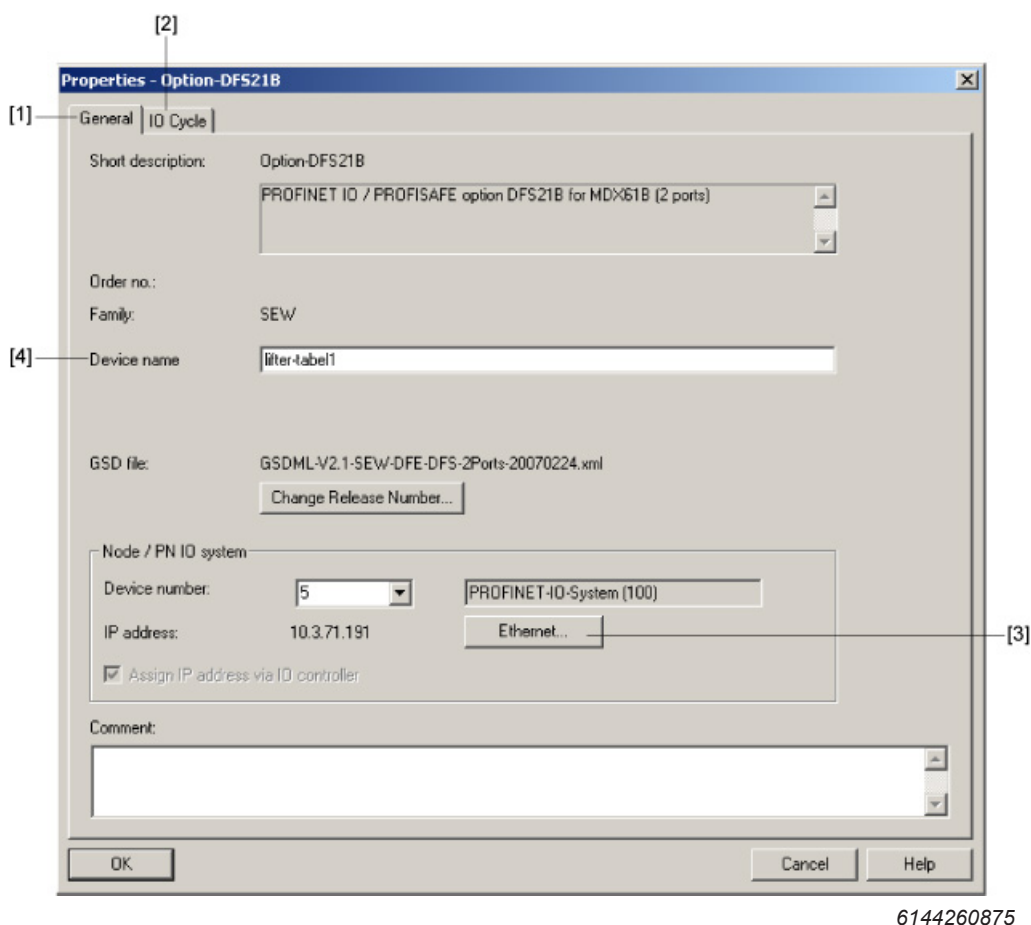 [2]
Properties - Option-DFS21B
[1]
General
IO Cycle
Short description: Option-DFS21B
PROFINET IO / PROFISAFE option DFS21B for MDX61B (2 ports)
Order no.:
Family: SEW
[4]
Device name lifter-tabel1
GSD file: GSDML-V2.1-SEW-DFE-DFS-2Ports-20070224.xml
Change Release Number...
Node / PN IO system
Device number: 5 PROFINET-IO-System (100)
IP address: 10.3.71.191 Ethernet...
[3]
Assign IP address via IO controller
Comment:
OK Cancel Help
6144260875